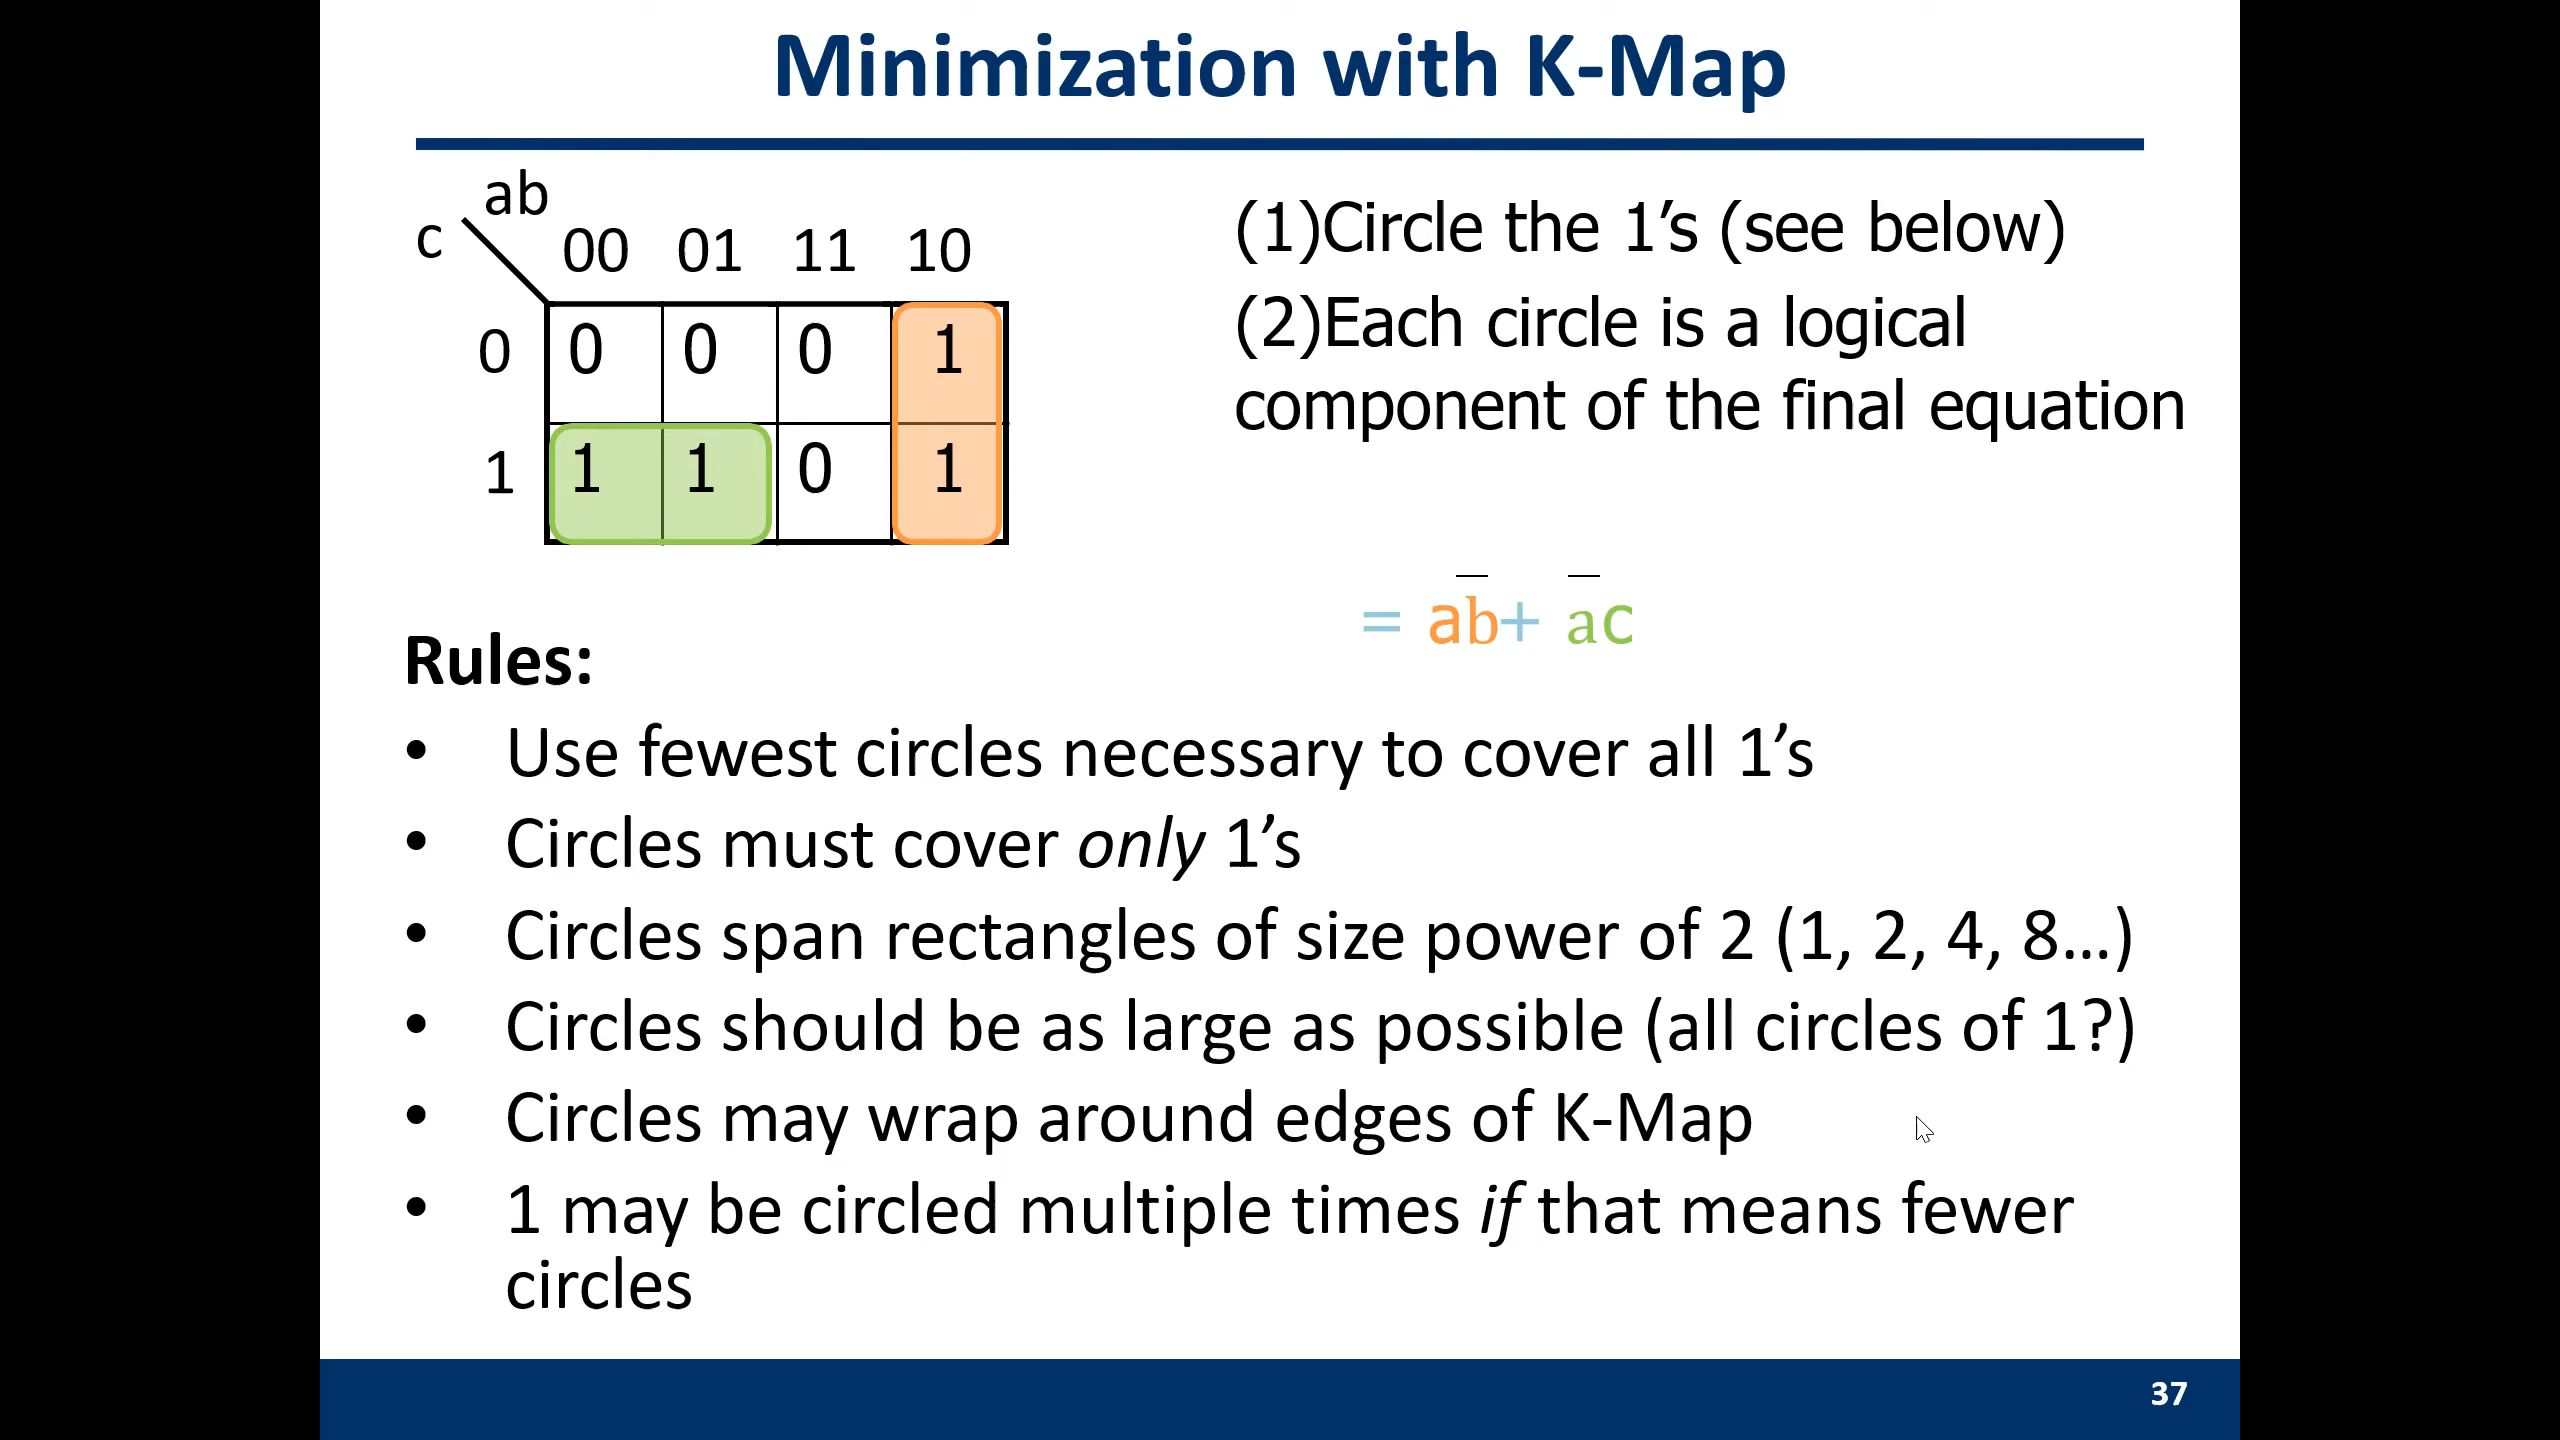 Minimization with K-Map
ab
c
00 01 11 10
0 0 0 0 1
1 1 1 0 1
(1)Circle the 1’s (see below)
(2)Each circle is a logical
component of the final equation
= ab̅+ a̅c
Rules:
• Use fewest circles necessary to cover all 1’s
• Circles must cover only 1’s
• Circles span rectangles of size power of 2 (1, 2, 4, 8…)
• Circles should be as large as possible (all circles of 1?)
• Circles may wrap around edges of K-Map
• 1 may be circled multiple times if that means fewer
circles
37